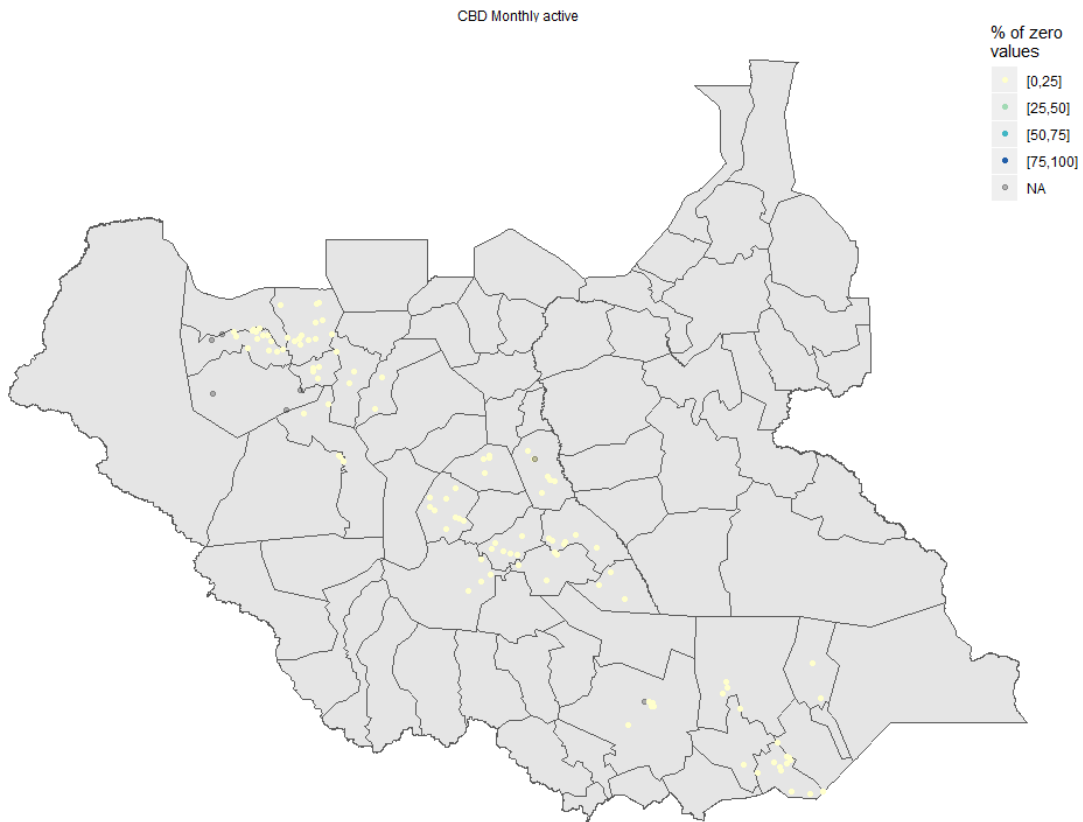 CBD Monthly active
% of zero
values
[0,25]
[25,50)
[50,75)
[75,100]
NA